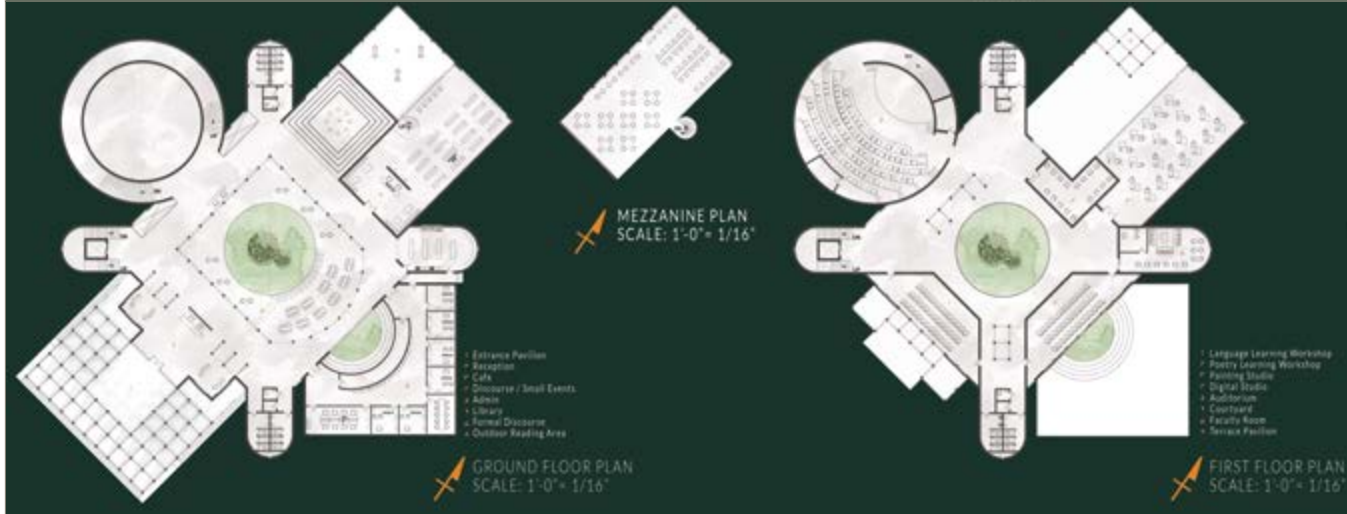 MEZZANINE PLAN
SCALE: 1'-0"= 1/16"
Entrance Pavilion
Reception
Cafe
Discourse / Small Events
Admin
Library
Formal Discourse
Outdoor Reading Area
GROUND FLOOR PLAN
SCALE: 1'-0"= 1/16"
Language Learning Workshop
Poetry Learning Workshop
Painting Studio
Digital Studio
Auditorium
Courtyard
Faculty Room
Terrace Pavilion
FIRST FLOOR PLAN
SCALE: 1'-0"= 1/16"